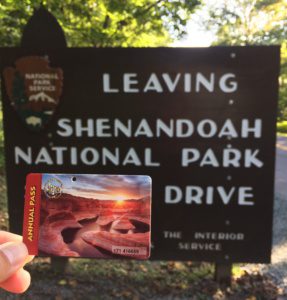 NATIONAL
PARK
SERVICE
LEAVING
SHENANDOAH
NATIONAL PARK
DRIVE
THE INTERIOR
SERVICE
ANNUAL PASS